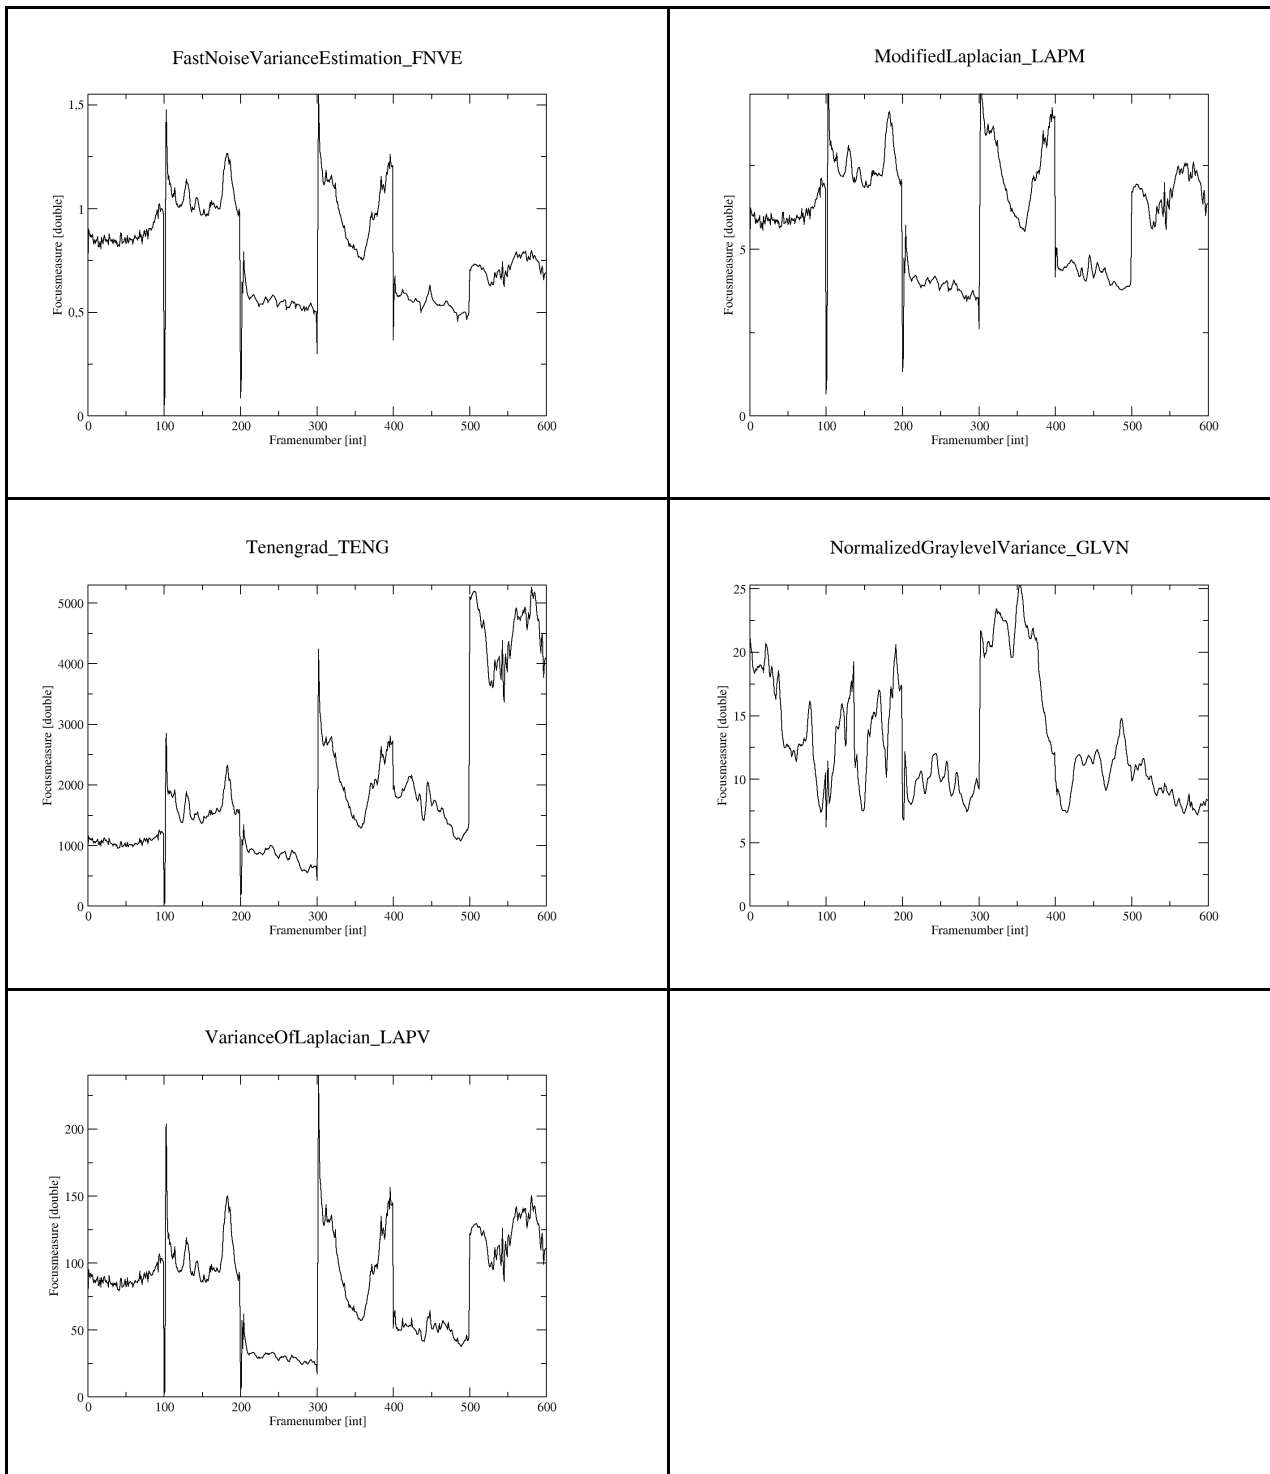 FastNoiseVarianceEstimation_FNVE
1,5
1
0,5
0
Focusmeasure [double]
0 100 200 300 400 500 600
Framenumber [int]
ModifiedLaplacian_LAPM
5
0
Focusmeasure [double]
0 100 200 300 400 500 600
Framenumber [int]
Tenengrad_TENG
5000
4000
3000
2000
1000
0
Focusmeasure [double]
0 100 200 300 400 500 600
Framenumber [int]
NormalizedGraylevelVariance_GLVN
25
20
15
10
5
0
Focusmeasure [double]
0 100 200 300 400 500 600
Framenumber [int]
VarianceOfLaplacian_LAPV
200
150
100
50
0
Focusmeasure [double]
0 100 200 300 400 500 600
Framenumber [int]